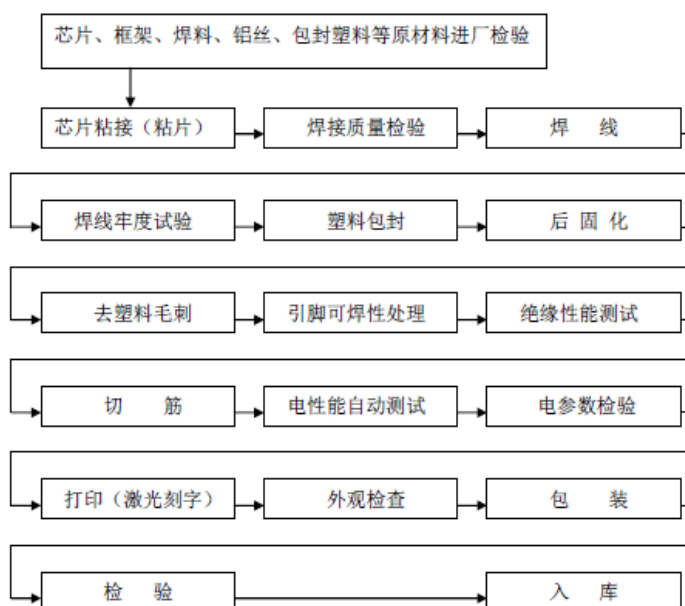 芯片、框架、焊料、铝丝、包封塑料等原材料进厂检验
芯片粘接（粘片）
焊接质量检验
焊 线
焊线牢度试验
塑料包封
后 固 化
去塑料毛刺
引脚可焊性处理
绝缘性能测试
切 筋
电性能自动测试
电参数检验
打印（激光刻字）
外观检查
包 装
检 验
入 库